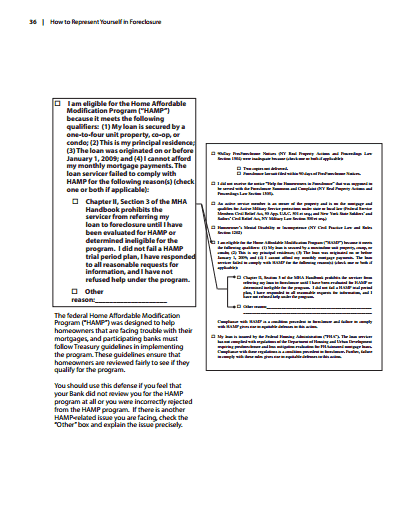 36 | How to Represent Yourself in Foreclosure
☐ I am eligible for the Home Affordable
Modification Program ("HAMP")
because it meets the following
qualifiers: (1) My loan is secured by a
one-to-four unit property, co-op, or
condo; (2) This is my principal residence;
(3) The loan was originated on or before
January 1, 2009; and (4) I cannot afford
my monthly mortgage payments. The
loan servicer failed to comply with
HAMP for the following reason(s) (check
one or both if applicable):
☐ Chapter II, Section 3 of the MHA
Handbook prohibits the
servicer from referring my
loan to foreclosure until I have
been evaluated for HAMP or
determined ineligible for the
program. I did not fail a HAMP
trial period plan, I have responded
to all reasonable requests for
information, and I have not
refused help under the program.
☐ Other
reason:
The federal Home Affordable Modification
Program ("HAMP") was designed to help
homeowners that are facing trouble with their
mortgages, and participating banks must
follow Treasury guidelines in implementing
the program. These guidelines ensure that
homeowners are reviewed fairly to see if they
qualify for the program.
You should use this defense if you feel that
your Bank did not review you for the HAMP
program at all or you were incorrectly rejected
from the HAMP program. If there is another
HAMP-related issue you are facing, check the
"Other" box and explain the issue precisely.
☐ 90-Day Pre-Foreclosure Notices (NY Real Property Actions and Proceedings Law
Section 1304) were inadequate (check one or both if applicable):
☐ Two copies not delivered.
☐ Foreclosure lawsuit filed within 90 days of Pre-Foreclosure Notices.
☐ I did not receive the notice "Help for Homeowners in Foreclosure" that was supposed to
be served with the Foreclosure Summons and Complaint (NY Real Property Actions and
Proceedings Law Section 1303).
☐ An active service member is an owner of the property and is on the mortgage and
qualifies for Active Military Service protections under state or local law (Federal Service
Members Civil Relief Act, 50 App. U.S.C. 501 et seq. and New York State Soldiers' and
Sailors' Civil Relief Act, NY Military Law Section 300 et seq.)
☐ Homeowner's Mental Disability or Incompetence (NY Civil Practice Law and Rules
Section 1202)
☐ I am eligible for the Home Affordable Modification Program ("HAMP") because it meets
the following qualifiers: (1) My loan is secured by a one-to-four unit property, co-op, or
condo; (2) This is my principal residence; (3) The loan was originated on or before
January 1, 2009; and (4) I cannot afford my monthly mortgage payments. The loan
servicer failed to comply with HAMP for the following reason(s) (check one or both if
applicable):
☐ Chapter II, Section 3 of the MHA Handbook prohibits the servicer from referring
my loan to foreclosure until I have been evaluated for HAMP or
determined ineligible for the program. I did not fail a HAMP trial period
plan, I have responded to all reasonable requests for information, and I
have not refused help under the program.
☐ Other reason:
Compliance with HAMP is a condition precedent to foreclosure and failure to comply
with HAMP gives rise to equitable defenses to this action.
☐ My loan is insured by the Federal Housing Administration ("FHA"). The loan servicer
has not complied with regulations of the Department of Housing and Urban Development
requiring pre-foreclosure and loss mitigation evaluation for FHA-insured mortgage loans.
Compliance with these regulations is a condition precedent to foreclosure. Further, failure
to comply with these rules gives rise to equitable defenses to this action.